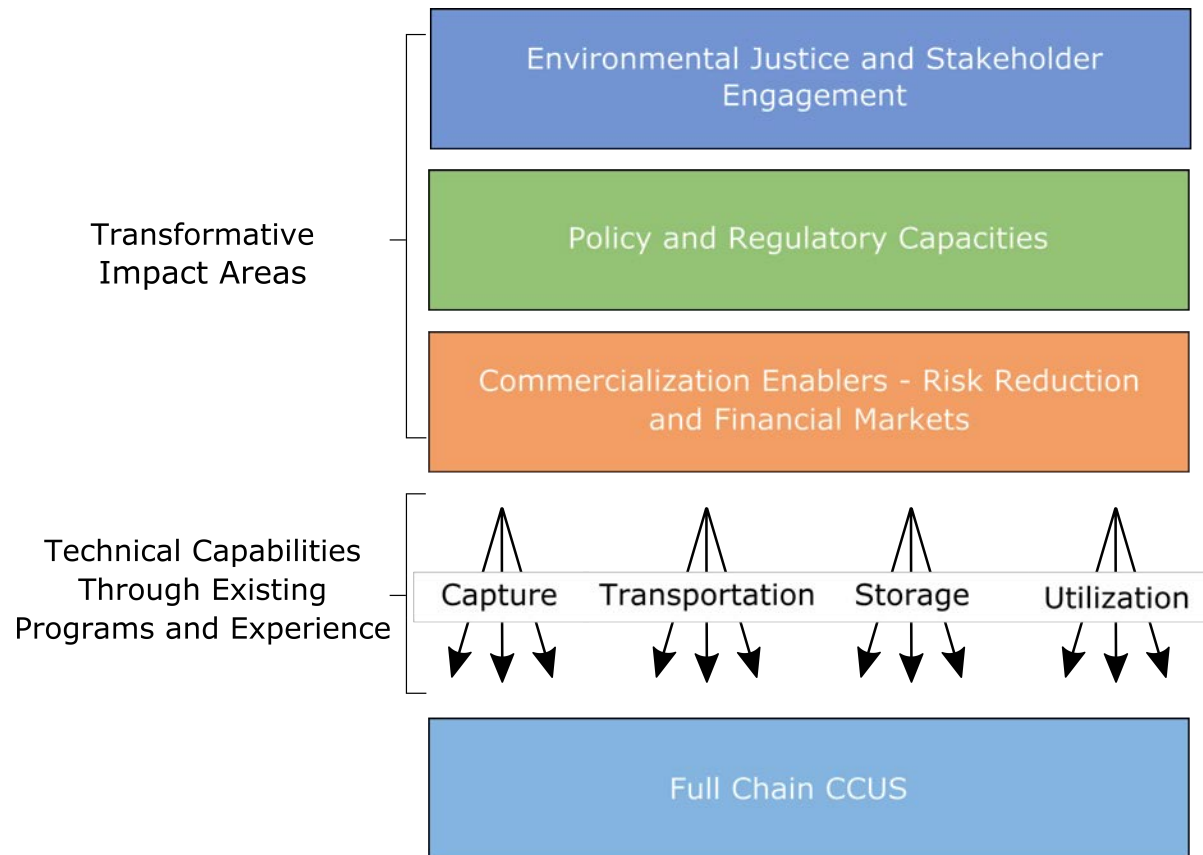 Environmental Justice and Stakeholder
Engagement
Transformative
Impact Areas
Policy and Regulatory Capacities
Commercialization Enablers - Risk Reduction
and Financial Markets
Technical Capabilities
Through Existing
Programs and Experience
Capture Transportation Storage Utilization
Full Chain CCUS